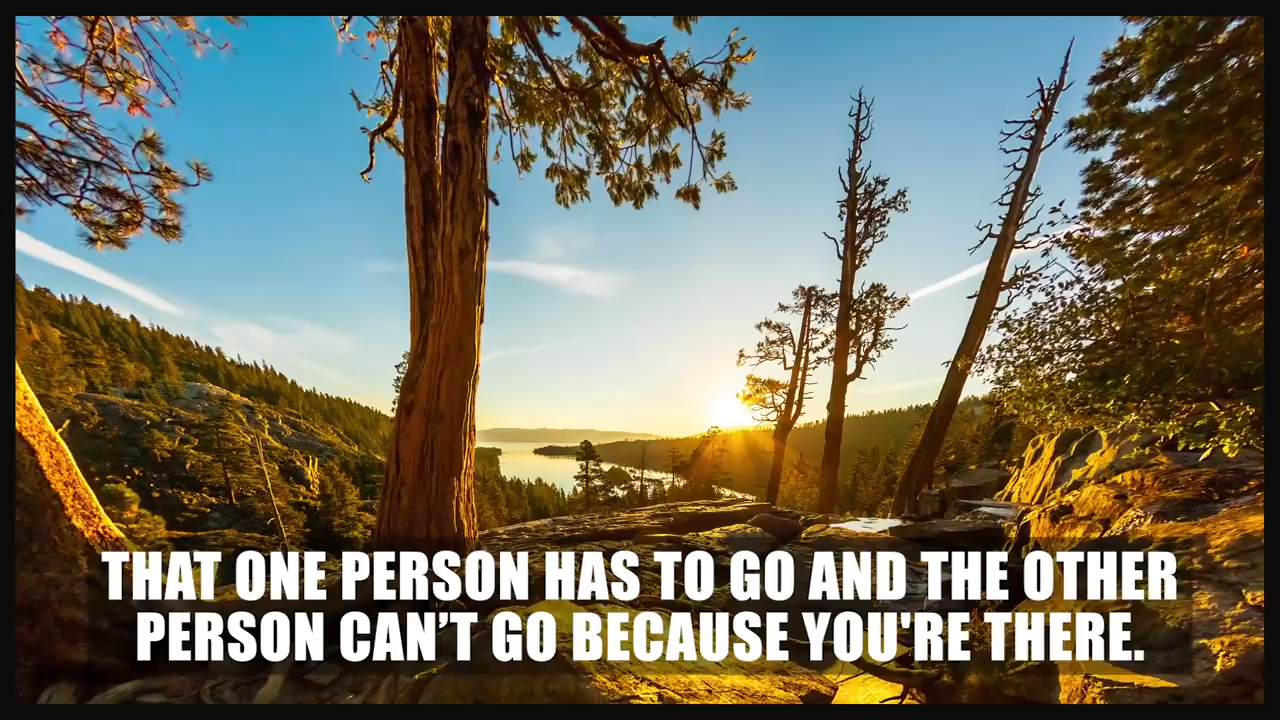 THAT ONE PERSON HAS TO GO AND THE OTHER
PERSON CAN’T GO BECAUSE YOU'RE THERE.